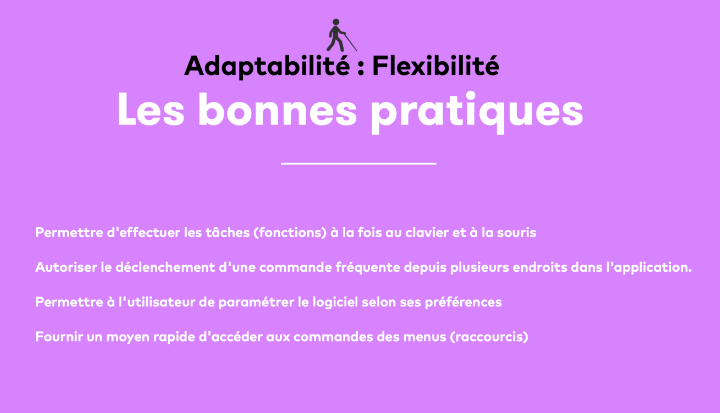 Adaptabilité : Flexibilité
Les bonnes pratiques
Permettre d'effectuer les tâches (fonctions) à la fois au clavier et à la souris
Autoriser le déclenchement d'une commande fréquente depuis plusieurs endroits dans l'application.
Permettre à l'utilisateur de paramétrer le logiciel selon ses préférences
Fournir un moyen rapide d'accéder aux commandes des menus (raccourcis)